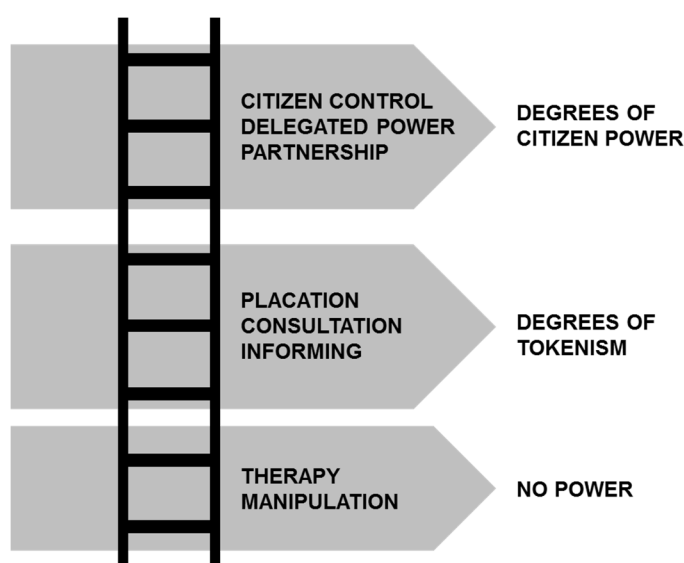 CITIZEN CONTROL
DELEGATED POWER
PARTNERSHIP
DEGREES OF
CITIZEN POWER
PLACATION
CONSULTATION
INFORMING
DEGREES OF
TOKENISM
THERAPY
MANIPULATION
NO POWER